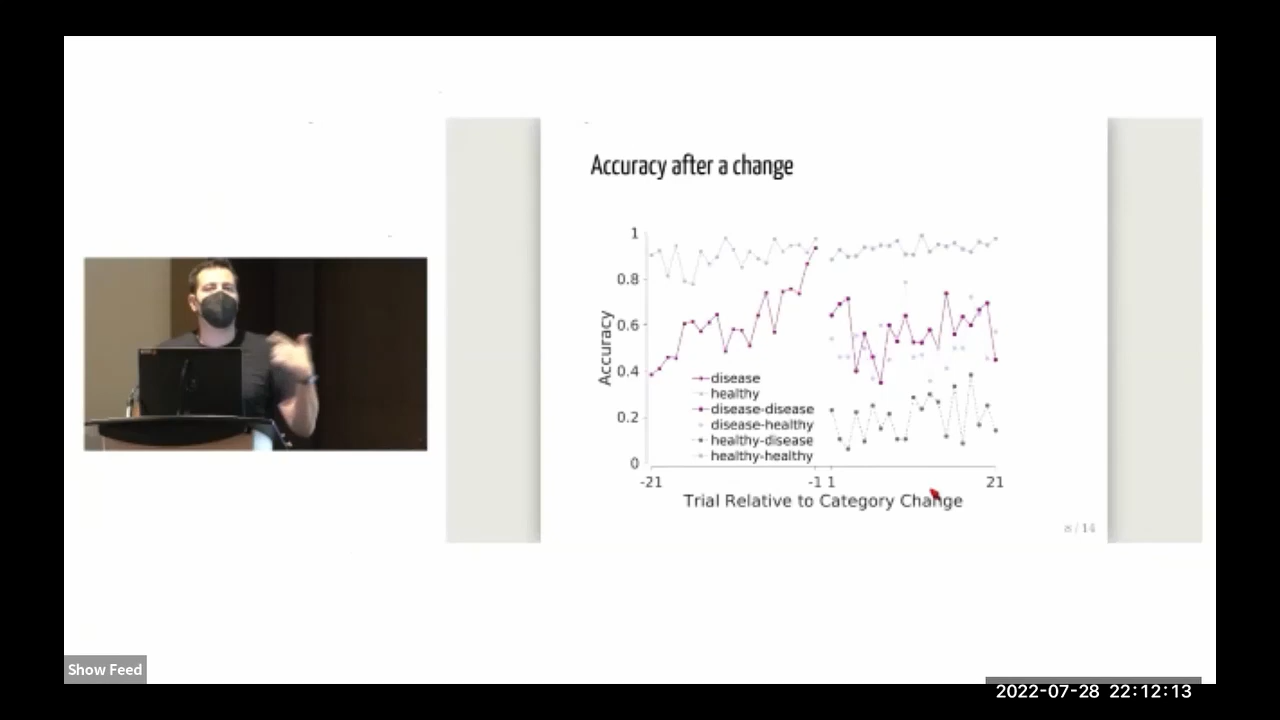 Accuracy after a change
1
0.8
0.6
0.4
0.2
0
Accuracy
disease
healthy
disease-disease
disease-healthy
healthy-disease
healthy-healthy
-21
-1 1
21
Trial Relative to Category Change
8 / 14
Show Feed
2022-07-28 22:12:13